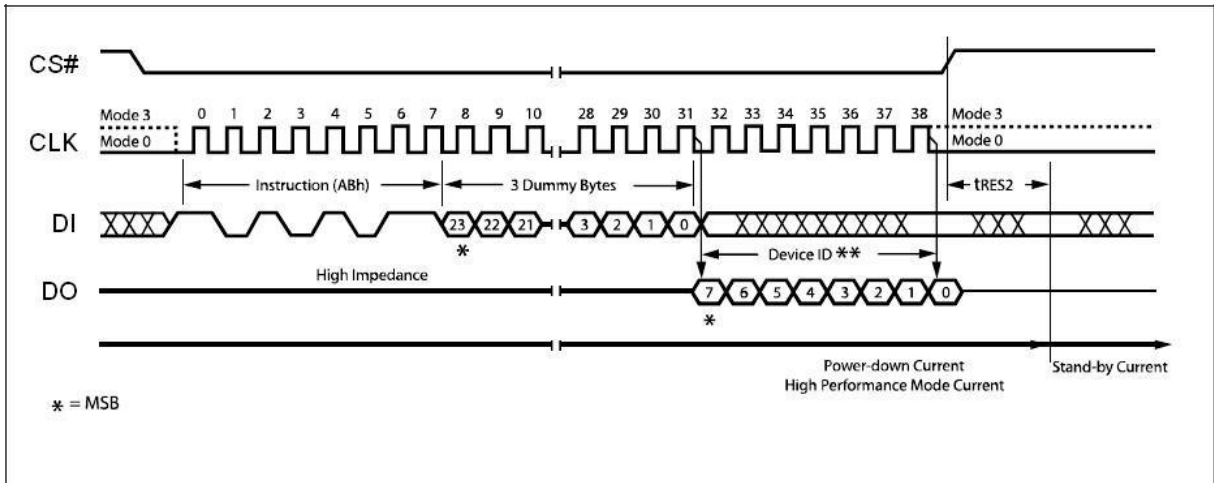 CS#
Mode 3 0 1 2 3 4 5 6 7 8 9 10 28 29 30 31 32 33 34 35 36 37 38 Mode 3
CLK Mode 0 Mode 0
Instruction (ABh) 3 Dummy Bytes tRES2
DI 23 22 21 3 2 1 0
* Device ID **
High Impedance
DO 7 6 5 4 3 2 1 0
*
Power-down Current Stand-by Current
High Performance Mode Current
* = MSB